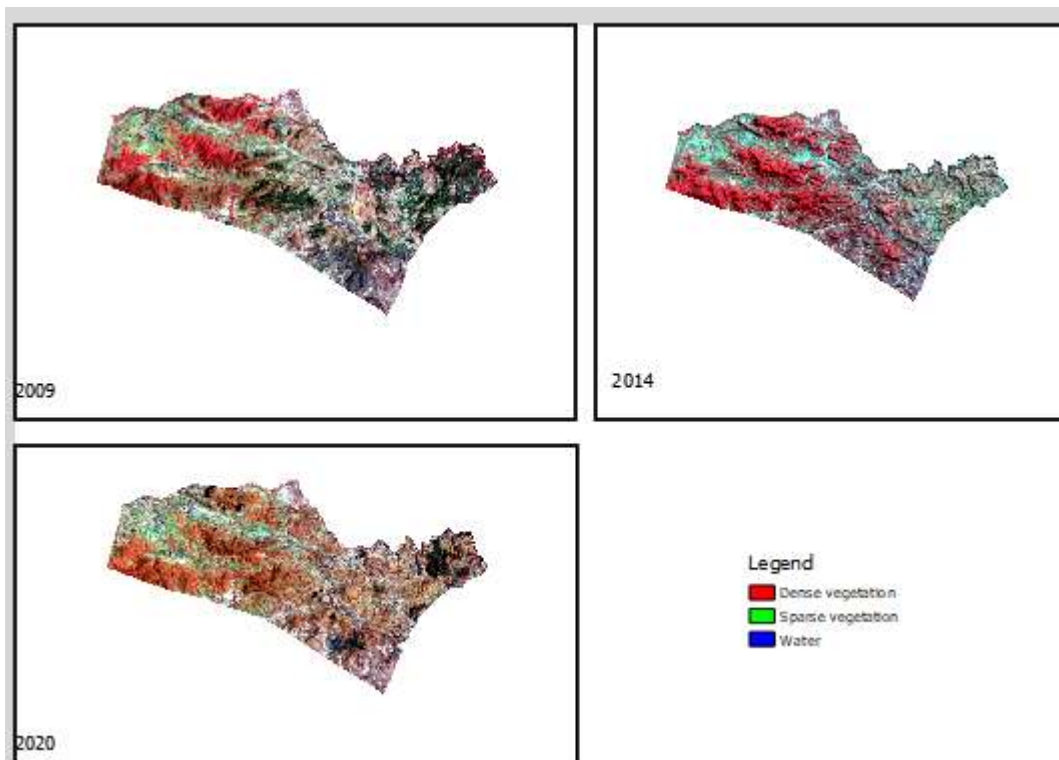 2009
2014
2020
Legend
Dense vegetation
Sparse vegetation
Water